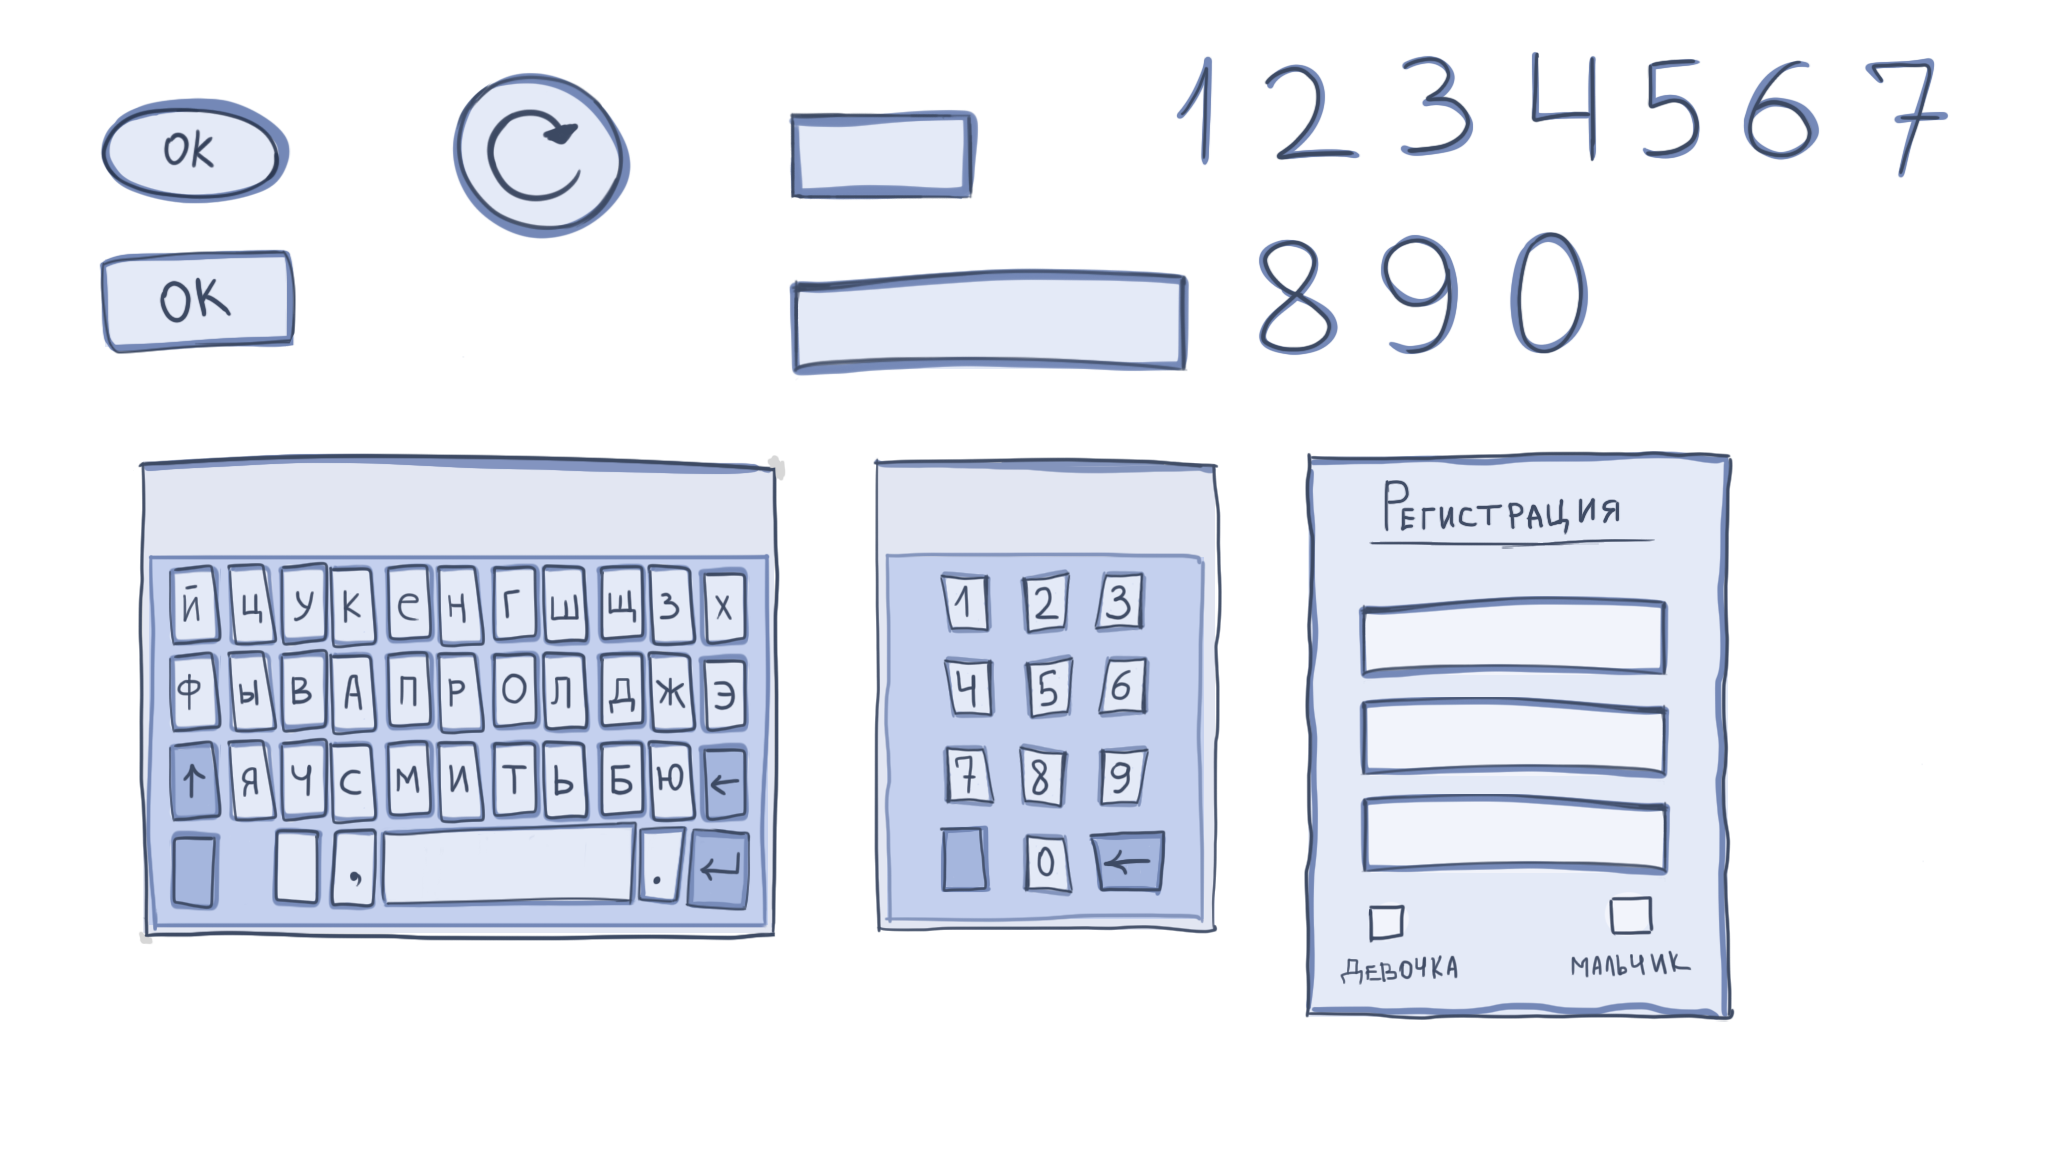 1 2 3 4 5 6 7
OK
8 9 0
OK
й ц у к е н г ш щ з х
ф ы в а п р о л д ж э
↑ я ч с м и т ь б ю ←
, . ↵
1 2 3
4 5 6
7 8 9
0 ←
Регистрация
ДЕВОЧКА МАЛЬЧИК